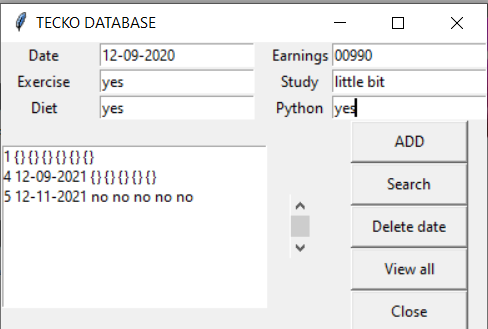 TECKO DATABASE
Date 12-09-2020 Earnings 00990
Exercise yes Study little bit
Diet yes Python yes
ADD
1 {} {} {} {} {} {}
4 12-09-2021 {} {} {} {} {}
5 12-11-2021 no no no no no
Search
Delete date
View all
Close